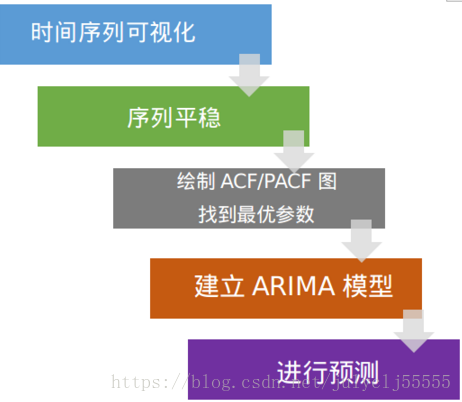 时间序列可视化
序列平稳
绘制 ACF/PACF 图
找到最优参数
建立 ARIMA 模型
进行预测
https://blog.csdn.net/julyclj55555